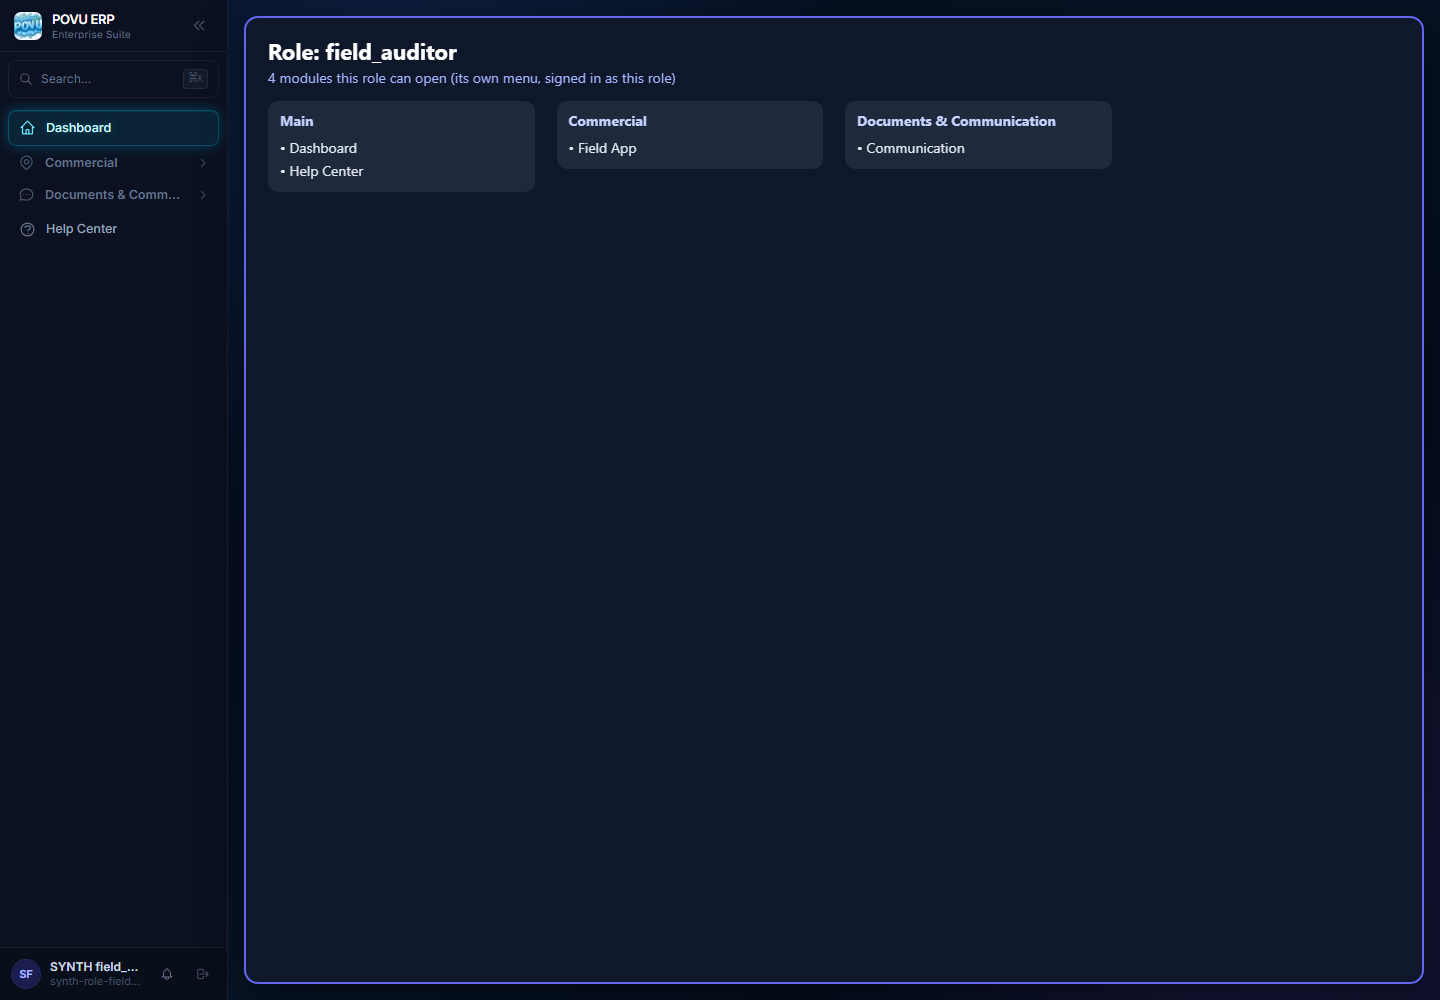 POVU ERP
Enterprise Suite
Search...
⌘K
Dashboard
Commercial
Documents & Comm...
Help Center
SF
SYNTH field_...
synth-role-field...
Role: field_auditor
4 modules this role can open (its own menu, signed in as this role)
Main
• Dashboard
• Help Center
Commercial
• Field App
Documents & Communication
• Communication